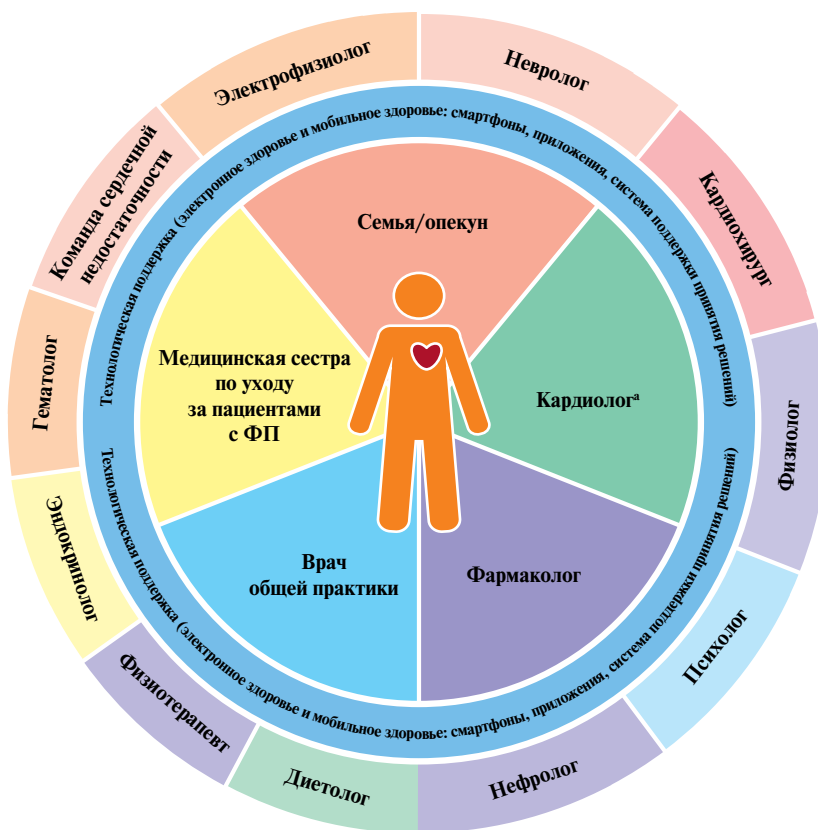 Электрофизиолог
Невролог
Кардиохирург
Физиолог
Психолог
Нефролог
Диетолог
Физиотерапевт
Эндокринолог
Гематолог
Команда сердечной
недостаточности
Технологическая поддержка (электронное здоровье и мобильное здоровье: смартфоны, приложения, система поддержки принятия решений)
Семья/опекун
Медицинская сестра
по уходу
за пациентами
с ФП
Кардиологᵃ
Врач
общей практики
Фармаколог
Технологическая поддержка (электронное здоровье и мобильное здоровье: смартфоны, приложения, система поддержки принятия решений)